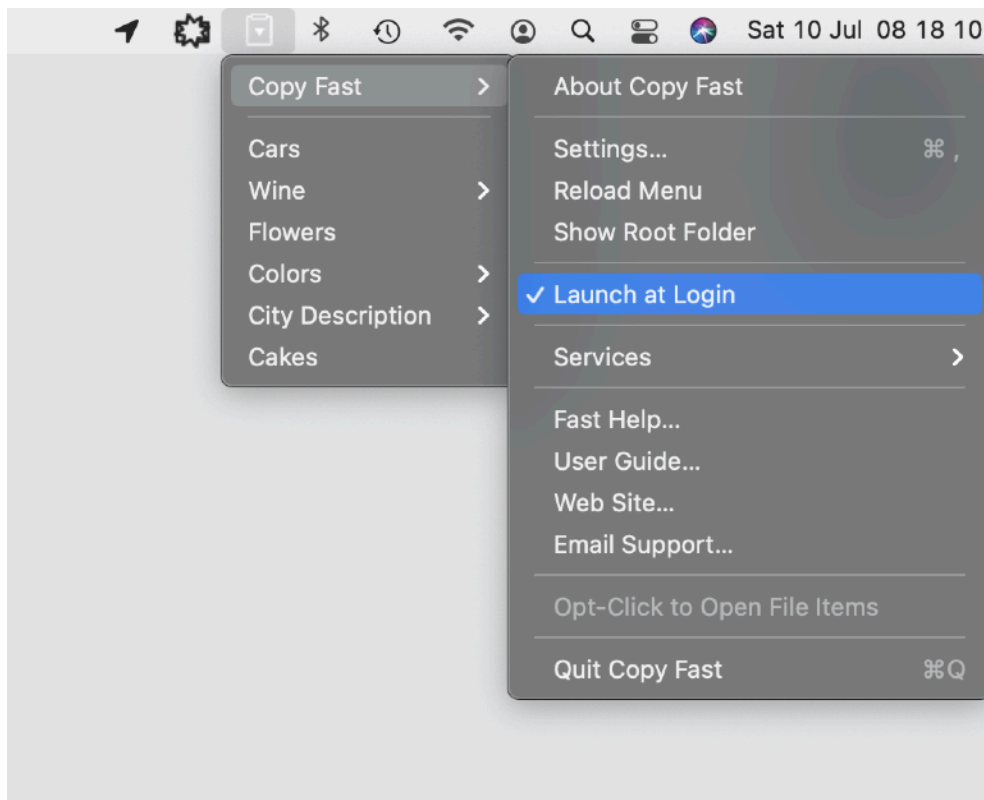 Sat 10 Jul 08 18 10
Copy Fast
Cars
Wine
Flowers
Colors
City Description
Cakes
About Copy Fast
Settings... ⌘ ,
Reload Menu
Show Root Folder
✓ Launch at Login
Services
Fast Help...
User Guide...
Web Site...
Email Support...
Opt-Click to Open File Items
Quit Copy Fast ⌘Q